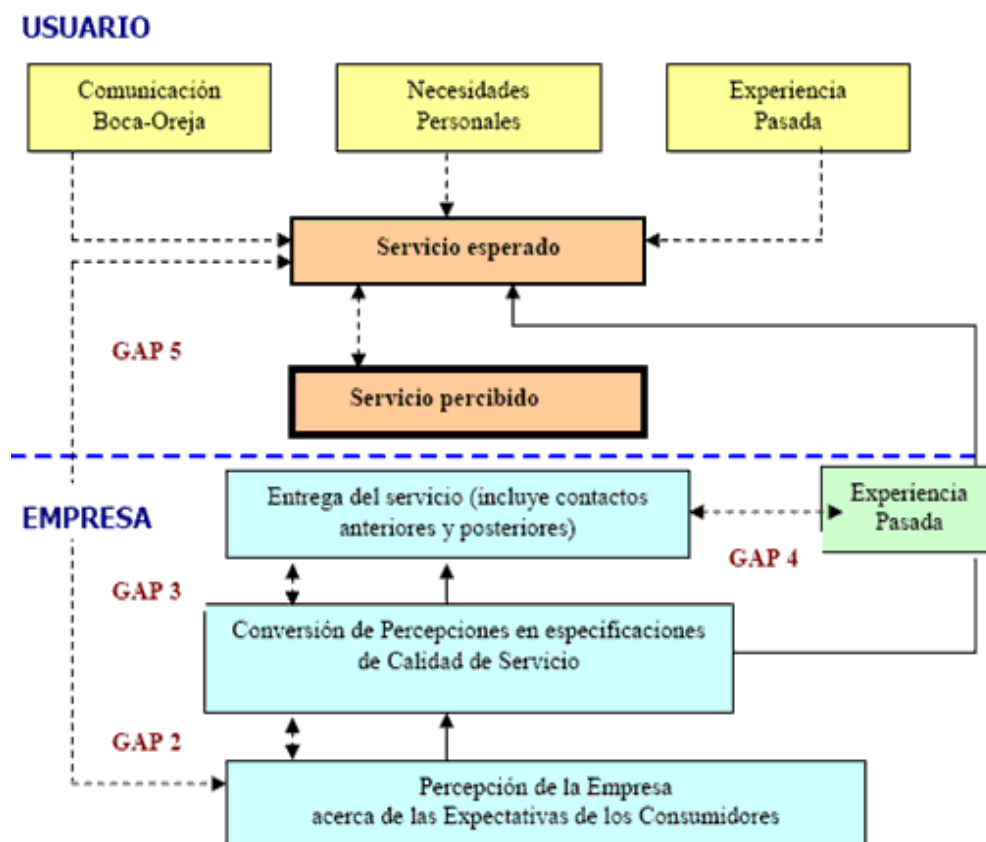 USUARIO
Comunicación
Boca-Oreja
Necesidades
Personales
Experiencia
Pasada
Servicio esperado
GAP 5
Servicio percibido
EMPRESA
Entrega del servicio (incluye contactos
anteriores y posteriores)
Experiencia
Pasada
GAP 4
GAP 3
Conversión de Percepciones en especificaciones
de Calidad de Servicio
GAP 2
Percepción de la Empresa
acerca de las Expectativas de los Consumidores